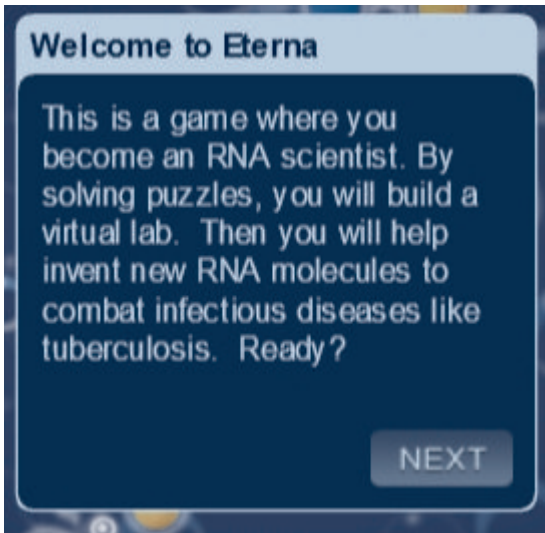 Welcome to Eterna
This is a game where you
become an RNA scientist. By
solving puzzles, you will build a
virtual lab.  Then you will help
invent new RNA molecules to
combat infectious diseases like
tuberculosis.  Ready?
NEXT